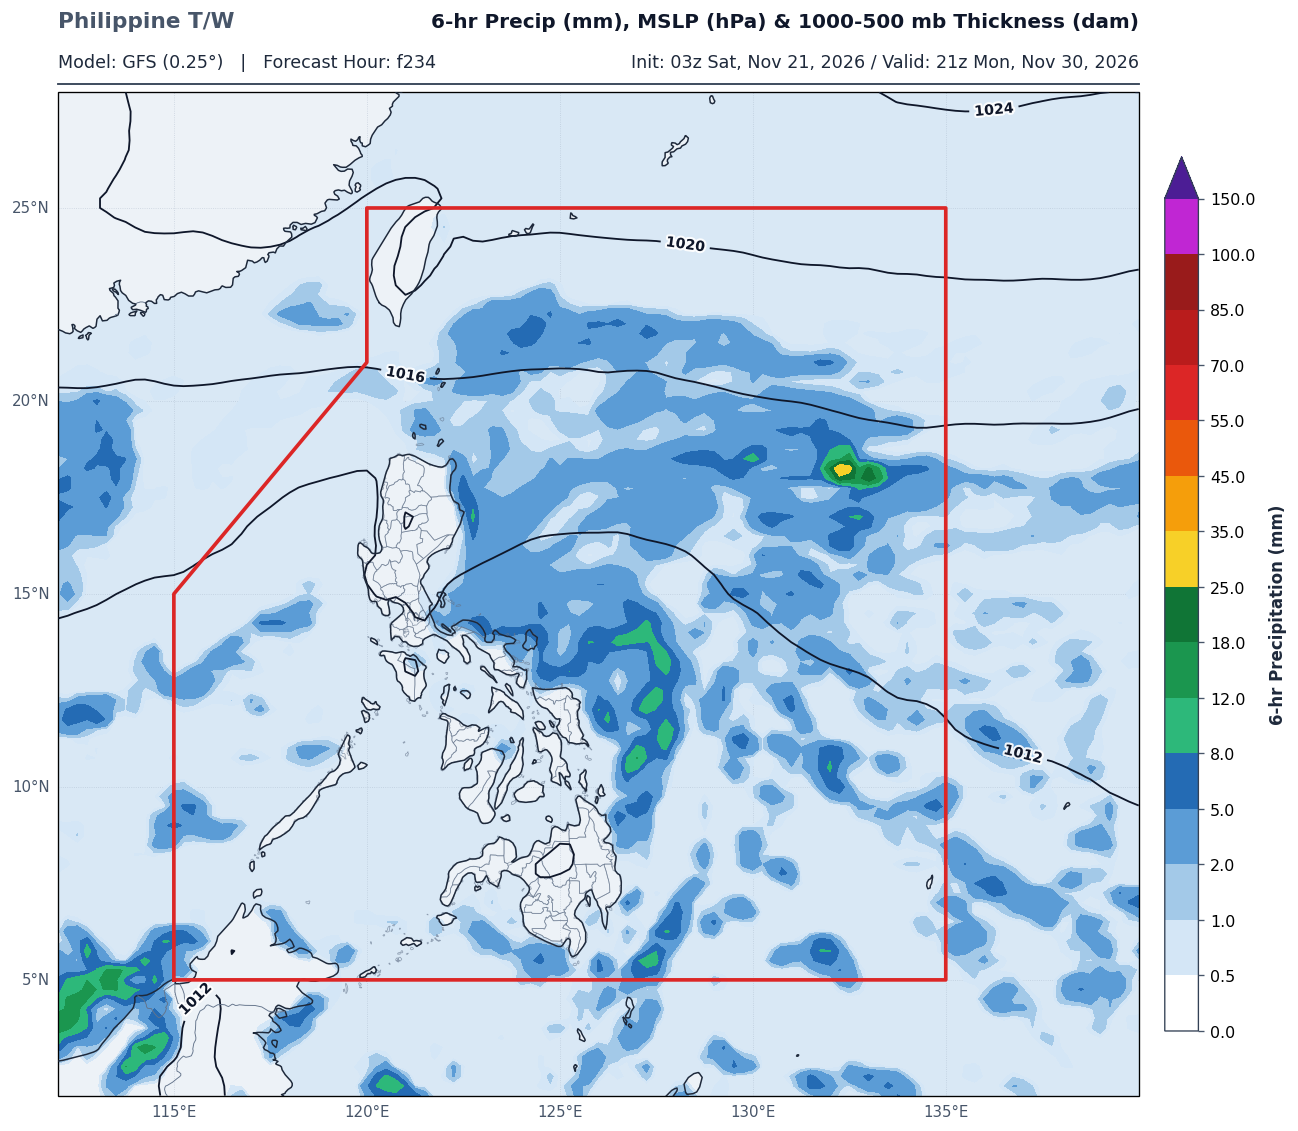 Philippine T/W
6-hr Precip (mm), MSLP (hPa) & 1000-500 mb Thickness (dam)
Model: GFS (0.25°) | Forecast Hour: f234
Init: 03z Sat, Nov 21, 2026 / Valid: 21z Mon, Nov 30, 2026
1024
1020
1016
1012
1012
25°N
20°N
15°N
10°N
5°N
115°E
120°E
125°E
130°E
135°E
150.0
100.0
85.0
70.0
55.0
45.0
35.0
25.0
18.0
12.0
8.0
5.0
2.0
1.0
0.5
0.0
6-hr Precipitation (mm)